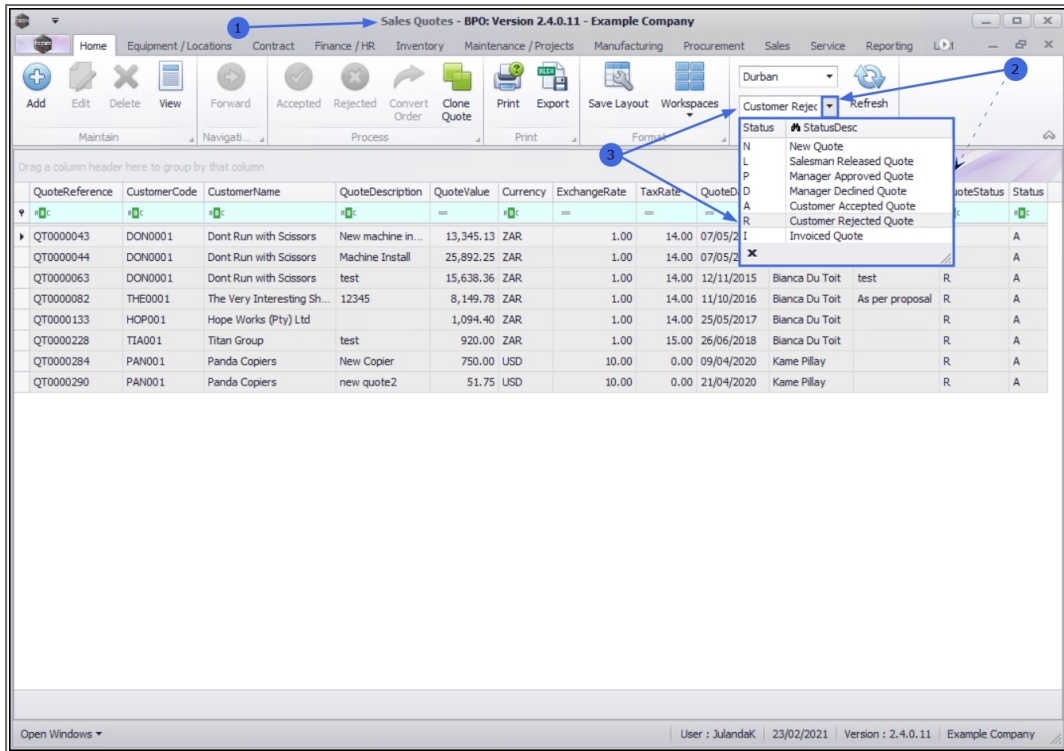 Sales Quotes - BPO: Version 2.4.0.11 - Example Company
1
Home Equipment / Locations Contract Finance / HR Inventory Maintenance / Projects Manufacturing Procurement Sales Service Reporting
2
Add Edit Delete View Forward Accepted Rejected Convert Order Clone Quote Print Export Save Layout Workspaces Durban Refresh
Customer Rejec
Maintain Navigati... Process Print Format
3
Status StatusDesc
N New Quote
L Salesman Released Quote
P Manager Approved Quote
D Manager Declined Quote
A Customer Accepted Quote
R Customer Rejected Quote
I Invoiced Quote
Drag a column header here to group by that column
QuoteReference CustomerCode CustomerName QuoteDescription QuoteValue Currency ExchangeRate TaxRate QuoteDa uoteStatus Status
QT0000043 DON0001 Dont Run with Scissors New machine in... 13,345.13 ZAR 1.00 14.00 07/05/2 A
QT0000044 DON0001 Dont Run with Scissors Machine Install 25,892.25 ZAR 1.00 14.00 07/05/2 A
QT0000063 DON0001 Dont Run with Scissors test 15,638.36 ZAR 1.00 14.00 12/11/2015 Bianca Du Toit test R A
QT0000082 THE0001 The Very Interesting Sh... 12345 8,149.78 ZAR 1.00 14.00 11/10/2016 Bianca Du Toit As per proposal R A
QT0000133 HOP001 Hope Works (Pty) Ltd 1,094.40 ZAR 1.00 14.00 25/05/2017 Bianca Du Toit R A
QT0000228 TIA001 Titan Group test 920.00 ZAR 1.00 15.00 26/06/2018 Bianca Du Toit R A
QT0000284 PAN001 Panda Copiers New Copier 750.00 USD 10.00 0.00 09/04/2020 Kame Pillay R A
QT0000290 PAN001 Panda Copiers new quote2 51.75 USD 10.00 0.00 21/04/2020 Kame Pillay R A
Open Windows User : JulandaK 23/02/2021 Version : 2.4.0.11 Example Company